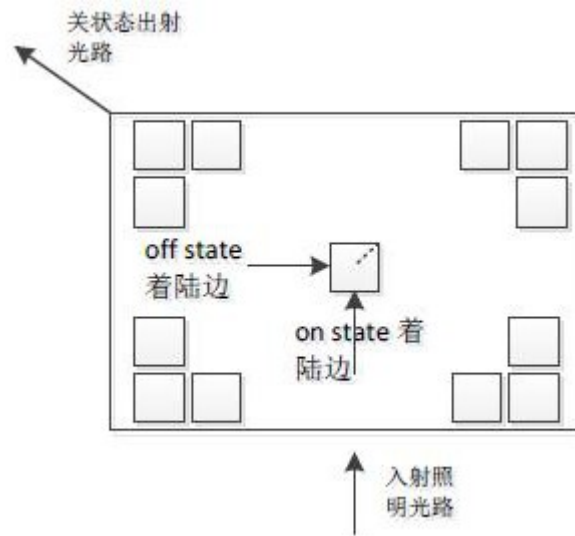 关状态出射
光路
off state
着陆边
on state 着
陆边
入射照
明光路